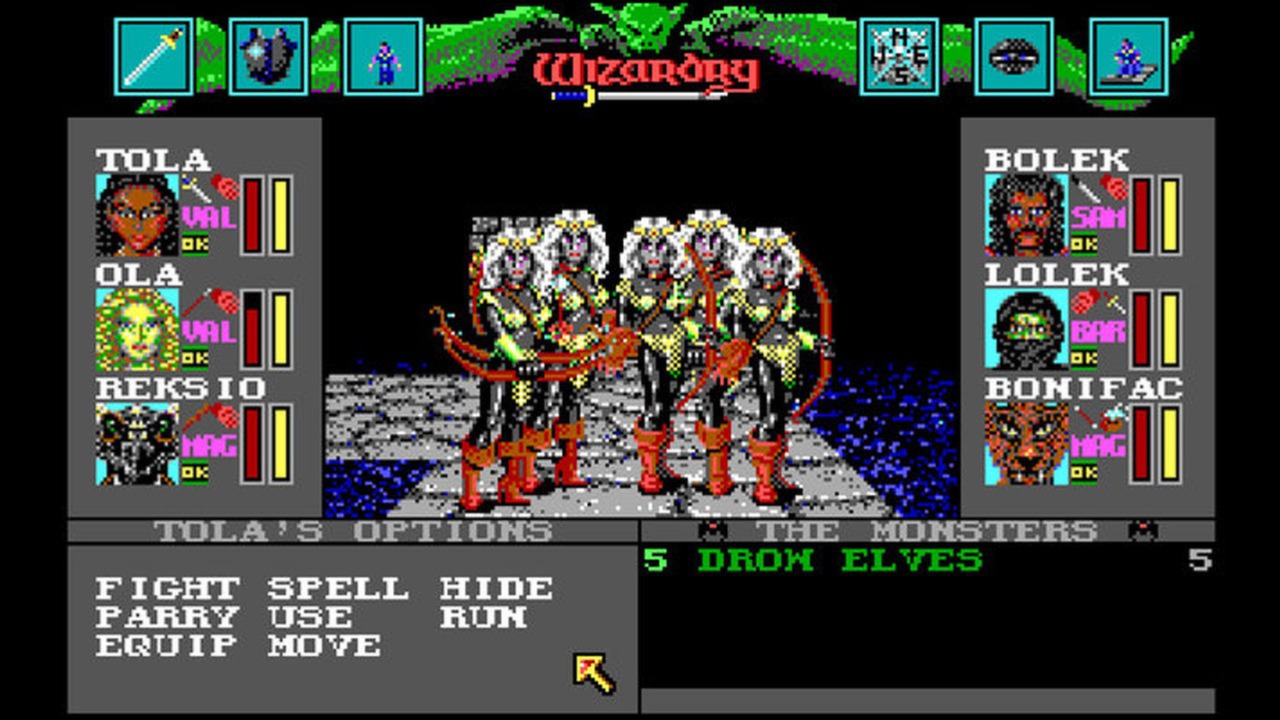 WIZARDRY
N
W E
S
TOLA
VAL
OK
OLA
VAL
OK
REKSIO
MAG
OK
BOLEK
SAM
OK
LOLEK
BAR
OK
BONIFAC
MAG
OK
TOLA'S OPTIONS
THE MONSTERS
5 DROW ELVES 5
FIGHT SPELL HIDE
PARRY USE RUN
EQUIP MOVE